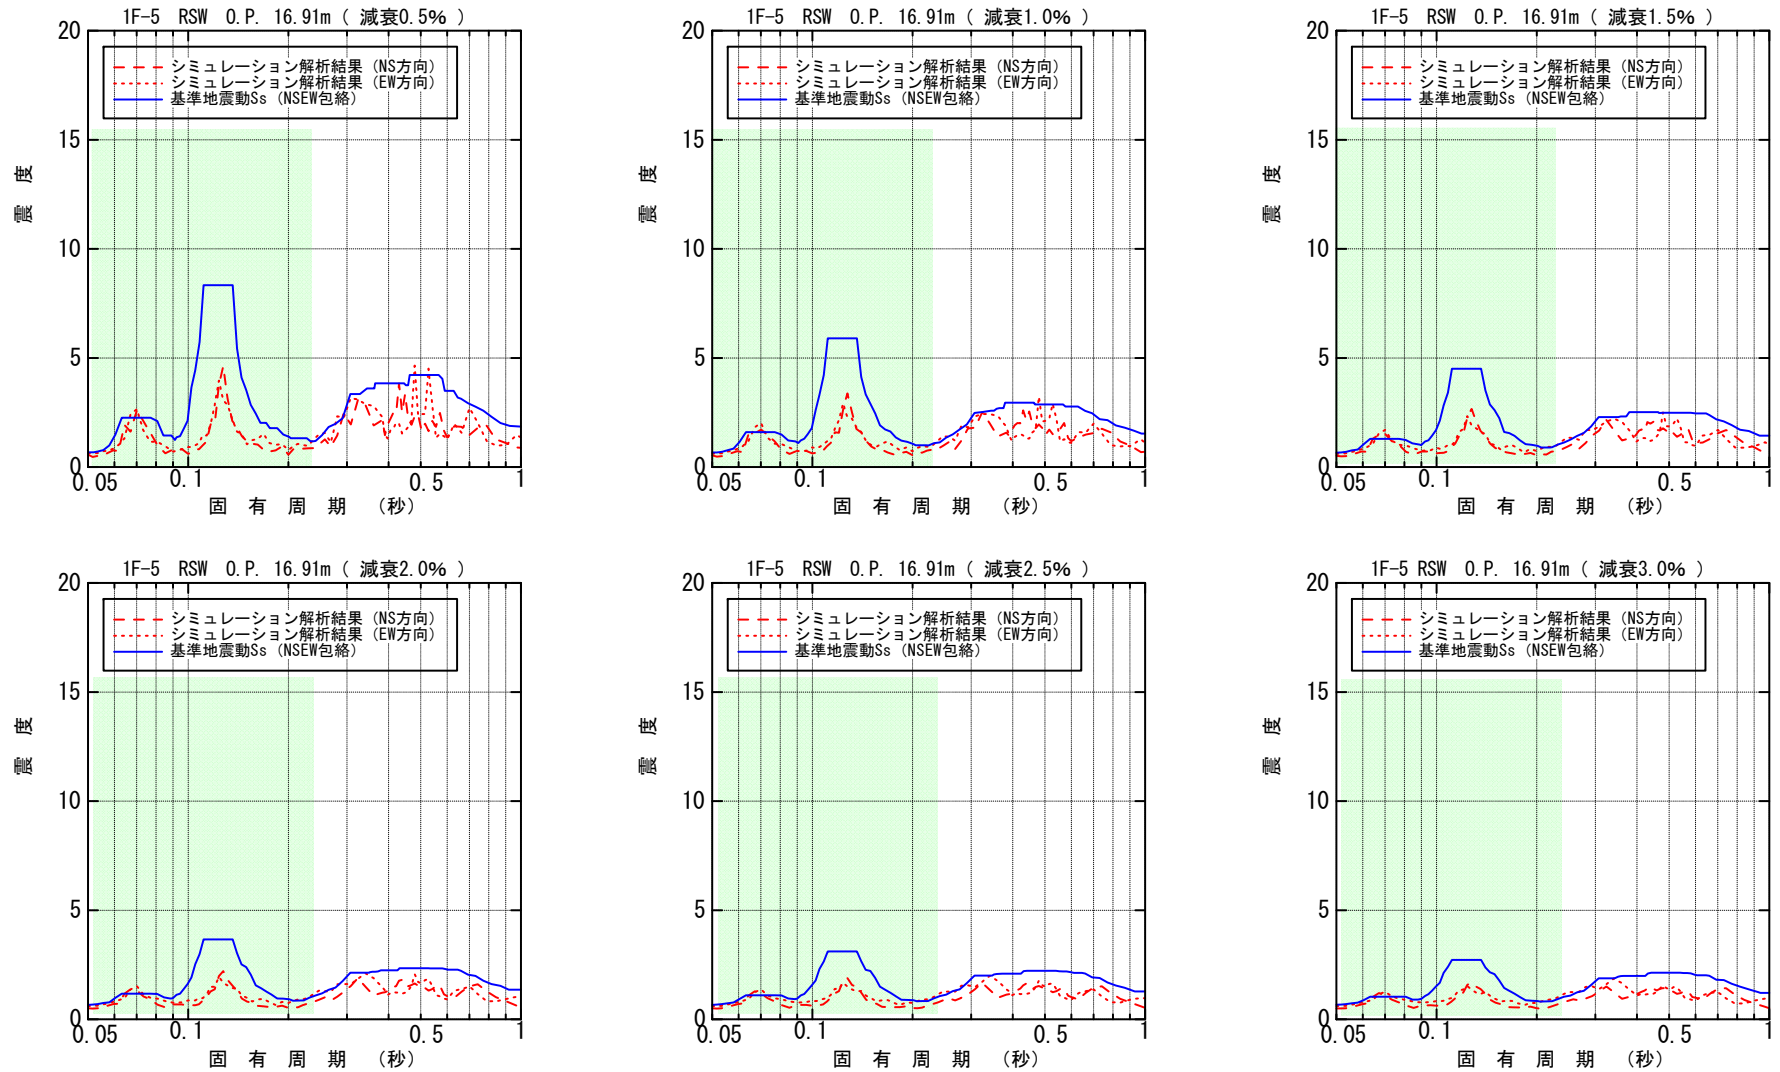 1F-5 RSW O.P. 16.91m ( 減衰0.5% )
20
シミュレーション解析結果 (NS方向)
シミュレーション解析結果 (EW方向)
基準地震動Ss (NSEW包絡)
15
10
5
0
震 度
0.05 0.1 0.5 1
固 有 周 期 (秒)
1F-5 RSW O.P. 16.91m ( 減衰1.0% )
20
シミュレーション解析結果 (NS方向)
シミュレーション解析結果 (EW方向)
基準地震動Ss (NSEW包絡)
15
10
5
0
震 度
0.05 0.1 0.5 1
固 有 周 期 (秒)
1F-5 RSW O.P. 16.91m ( 減衰1.5% )
20
シミュレーション解析結果 (NS方向)
シミュレーション解析結果 (EW方向)
基準地震動Ss (NSEW包絡)
15
10
5
0
震 度
0.05 0.1 0.5 1
固 有 周 期 (秒)
1F-5 RSW O.P. 16.91m ( 減衰2.0% )
20
シミュレーション解析結果 (NS方向)
シミュレーション解析結果 (EW方向)
基準地震動Ss (NSEW包絡)
15
10
5
0
震 度
0.05 0.1 0.5 1
固 有 周 期 (秒)
1F-5 RSW O.P. 16.91m ( 減衰2.5% )
20
シミュレーション解析結果 (NS方向)
シミュレーション解析結果 (EW方向)
基準地震動Ss (NSEW包絡)
15
10
5
0
震 度
0.05 0.1 0.5 1
固 有 周 期 (秒)
1F-5 RSW O.P. 16.91m ( 減衰3.0% )
20
シミュレーション解析結果 (NS方向)
シミュレーション解析結果 (EW方向)
基準地震動Ss (NSEW包絡)
15
10
5
0
震 度
0.05 0.1 0.5 1
固 有 周 期 (秒)